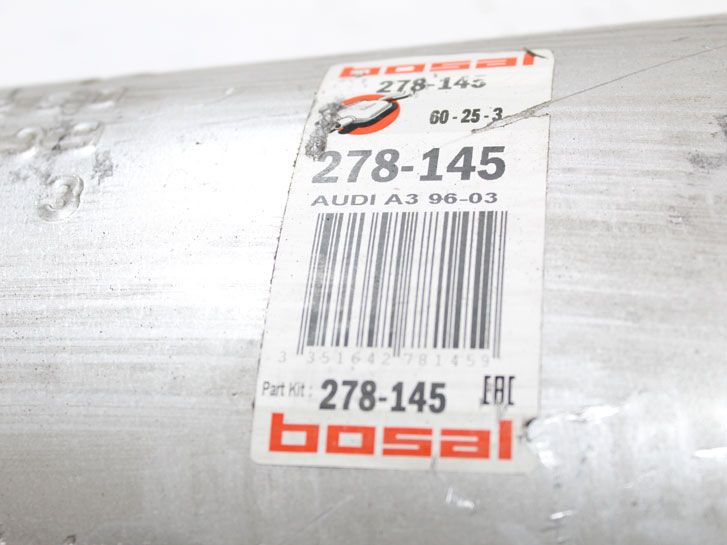 bosal
278-145
60-25-3
278-145
AUDI A3 96-03
3 351642 781459
Part Kit : 278-145 EAC
bosal
3